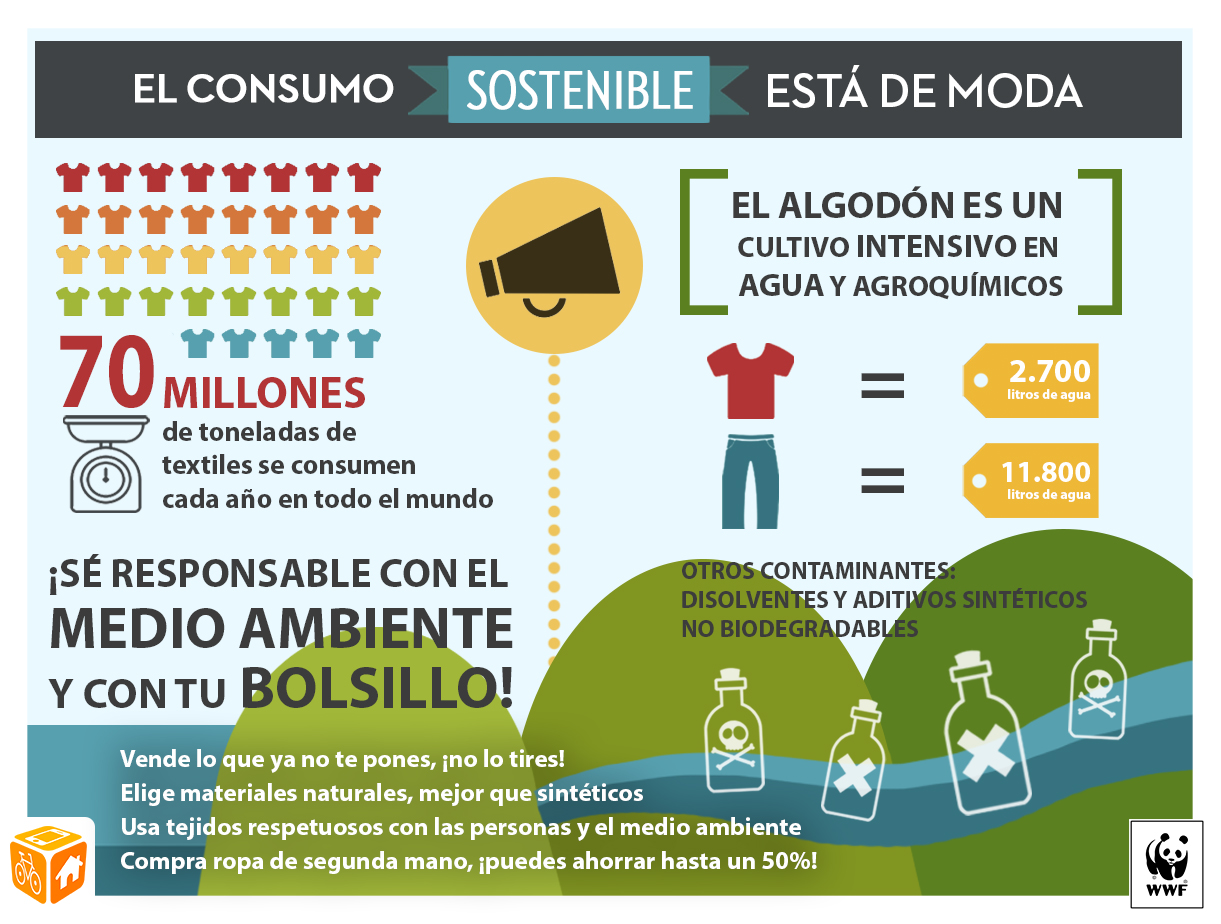 EL CONSUMO SOSTENIBLE ESTÁ DE MODA
70 MILLONES
de toneladas de
textiles se consumen
cada año en todo el mundo
EL ALGODÓN ES UN
CULTIVO INTENSIVO EN
AGUA Y AGROQUÍMICOS
= 2.700
litros de agua
= 11.800
litros de agua
OTROS CONTAMINANTES:
DISOLVENTES Y ADITIVOS SINTÉTICOS
NO BIODEGRADABLES
¡SÉ RESPONSABLE CON EL
MEDIO AMBIENTE
Y CON TU BOLSILLO!
Vende lo que ya no te pones, ¡no lo tires!
Elige materiales naturales, mejor que sintéticos
Usa tejidos respetuosos con las personas y el medio ambiente
Compra ropa de segunda mano, ¡puedes ahorrar hasta un 50%!
WWF